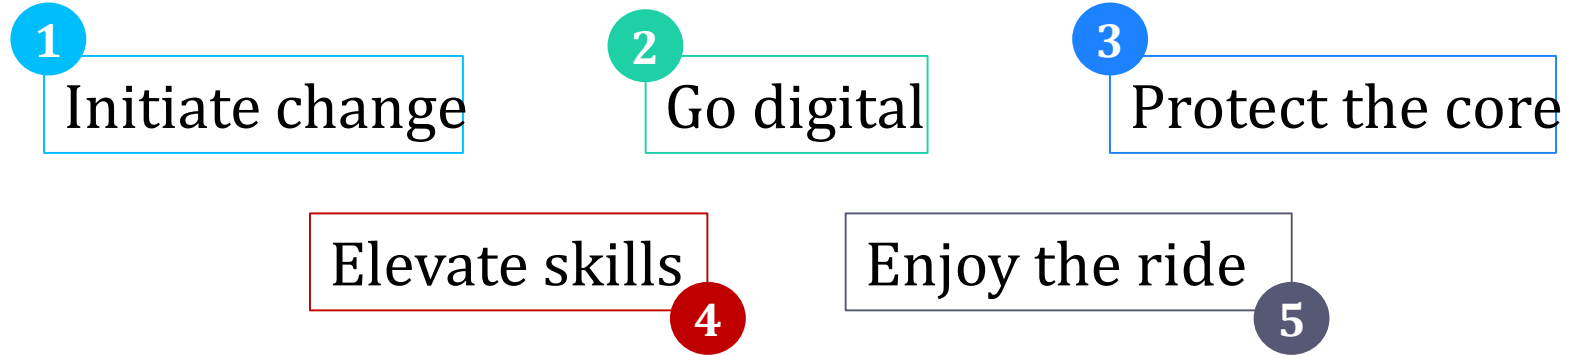 1
Initiate change
2
Go digital
3
Protect the core
Elevate skills
4
Enjoy the ride
5